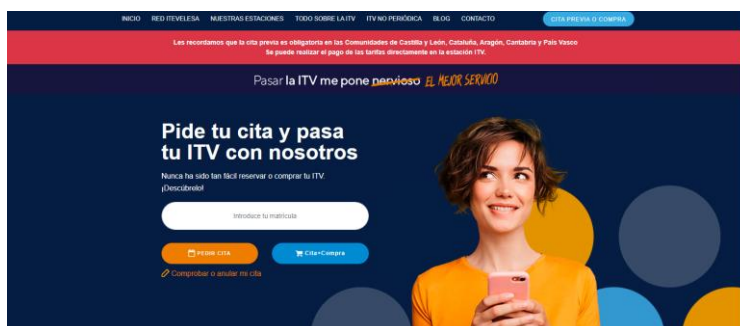 INICIO RED ITEVELESA NUESTRAS ESTACIONES TODO SOBRE LA ITV ITV NO PERIÓDICA BLOG CONTACTO CITA PREVIA O COMPRA
Les recordamos que la cita previa es obligatoria en las Comunidades de Castilla y León, Cataluña, Aragón, Cantabria y País Vasco
Se puede realizar el pago de las tarifas directamente en la estación ITV.
Pasar la ITV me pone nervioso EL MEJOR SERVICIO
Pide tu cita y pasa
tu ITV con nosotros
Nunca ha sido tan fácil reservar o comprar tu ITV.
¡Descúbrelo!
Introduce tu matrícula
PEDIR CITA Cita+Compra
Comprobar o anular mi cita